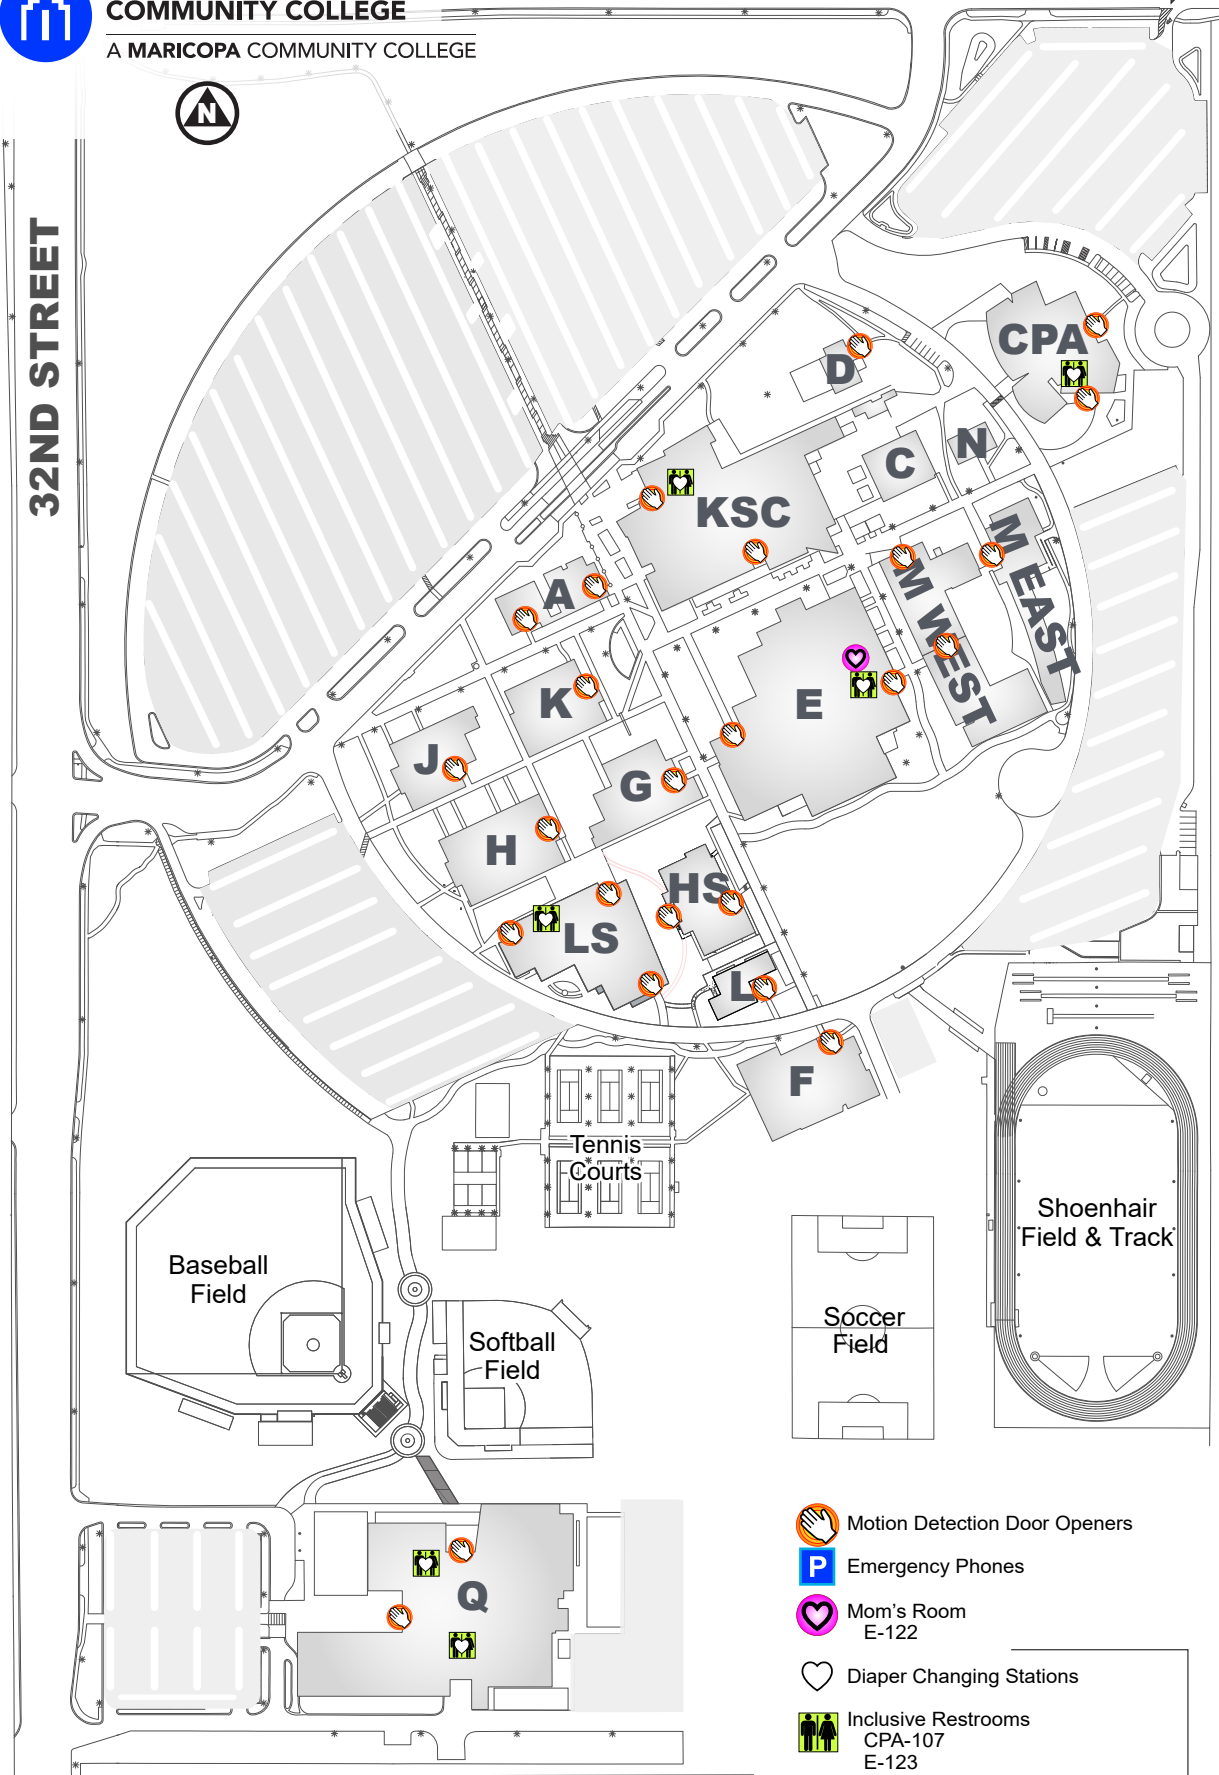 COMMUNITY COLLEGE
A MARICOPA COMMUNITY COLLEGE
N
32ND STREET
CPA
D
N
C
KSC
M EAST
A
M WEST
K
E
J
G
H
HS
LS
L
F
Tennis
Courts
Shoenhair
Field & Track
Baseball
Field
Soccer
Field
Softball
Field
Q
Motion Detection Door Openers
P Emergency Phones
Mom's Room
E-122
Diaper Changing Stations
Inclusive Restrooms
CPA-107
E-123